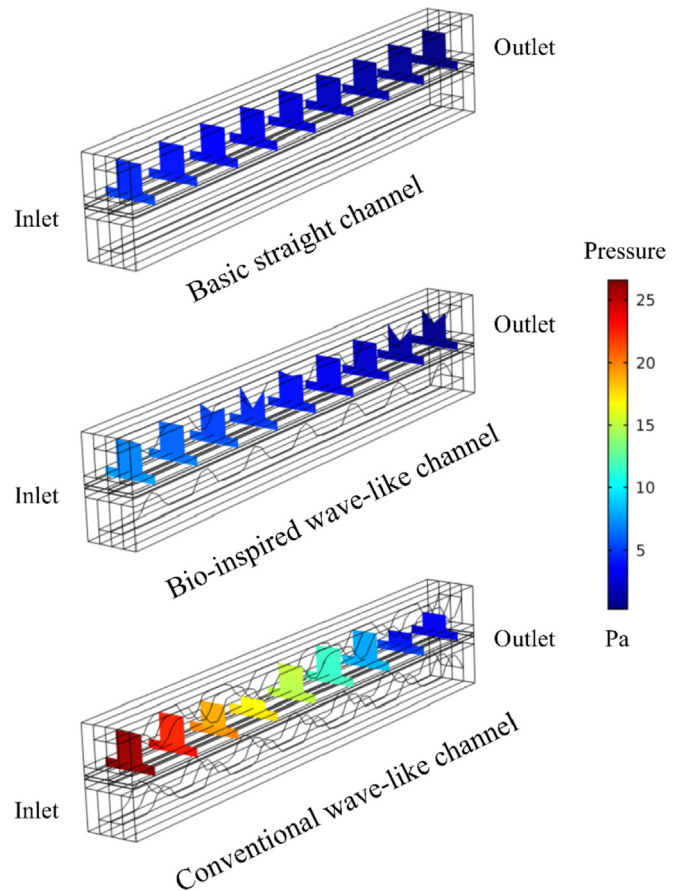 Outlet
Inlet
Basic straight channel
Pressure
25
20
15
10
5
Pa
Outlet
Inlet
Bio-inspired wave-like channel
Outlet
Inlet
Conventional wave-like channel